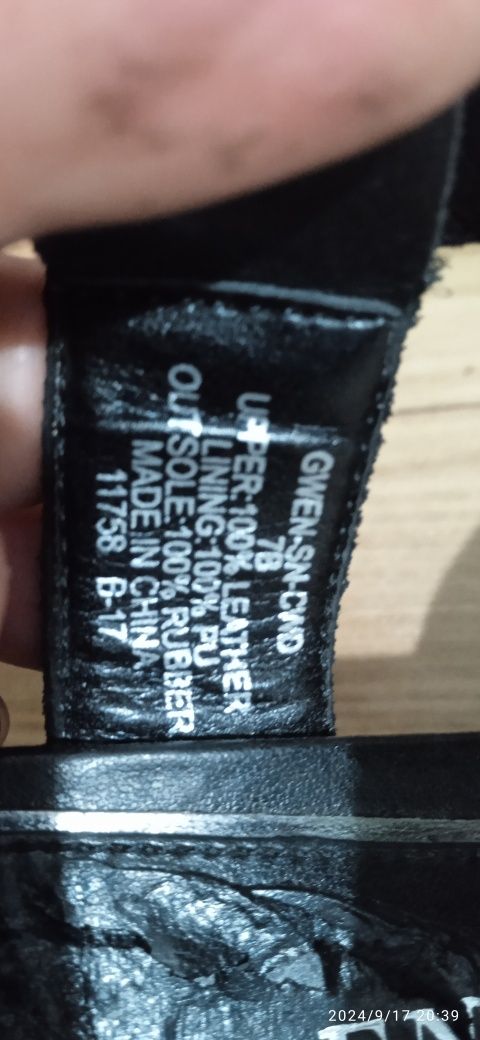 GWEN-SN-CWD
7B
UPPER:100% LEATHER
LINING:100% PU
OUTSOLE:100% RUBBER
MADE IN CHINA
11758 B-17
2024/9/17 20:39